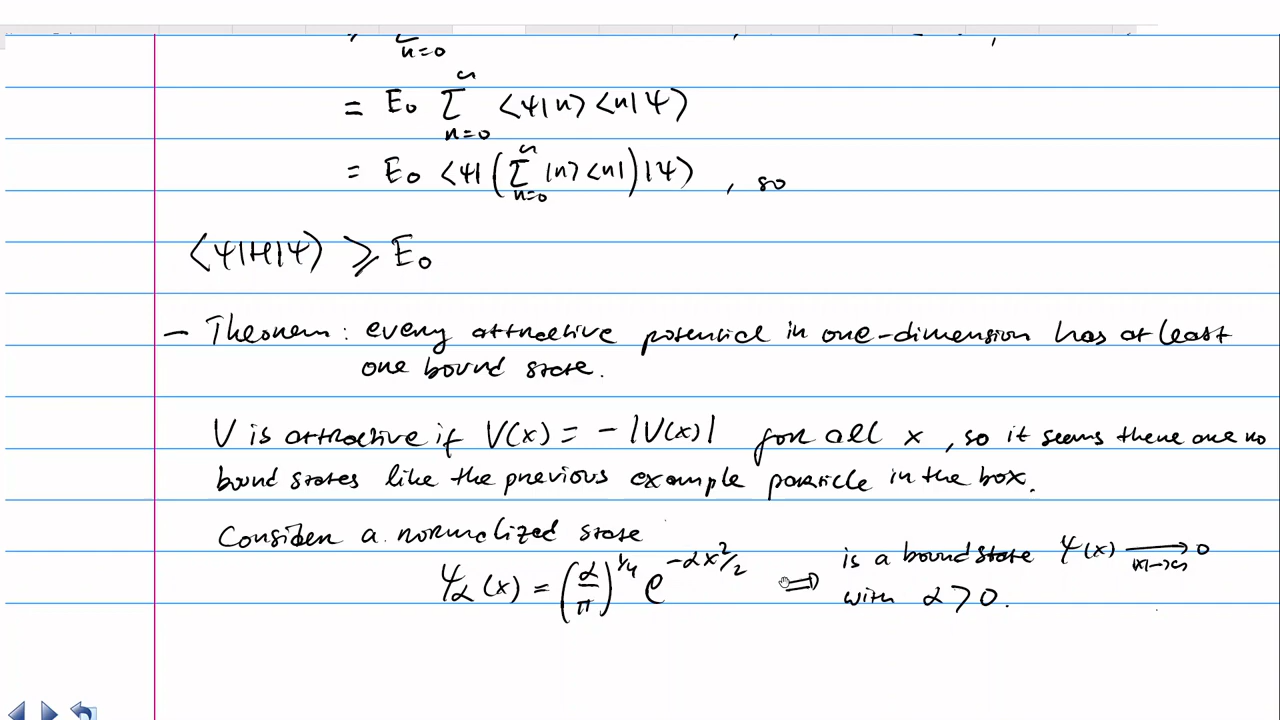 n=0
= E₀ ∑_{n=0}^{∞} ⟨ψ|n⟩⟨n|ψ⟩
= E₀ ⟨ψ| ( ∑_{n=0}^{∞} |n⟩⟨n| ) |ψ⟩ , so
⟨ψ|H|ψ⟩ ⩾ E₀
– Theorem: every attractive potential in one-dimension has at least
one bound state.
V is attractive if V(x) = - |V(x)| for all x, so it seems there are no
bound states like the previous example particle in the box.
Consider a normalized state
ψ_α(x) = (α/π)^{1/4} e^{-αx²/2} ⟹ is a bound state ψ(x) ⟶_{|x|→∞} 0
with α > 0.